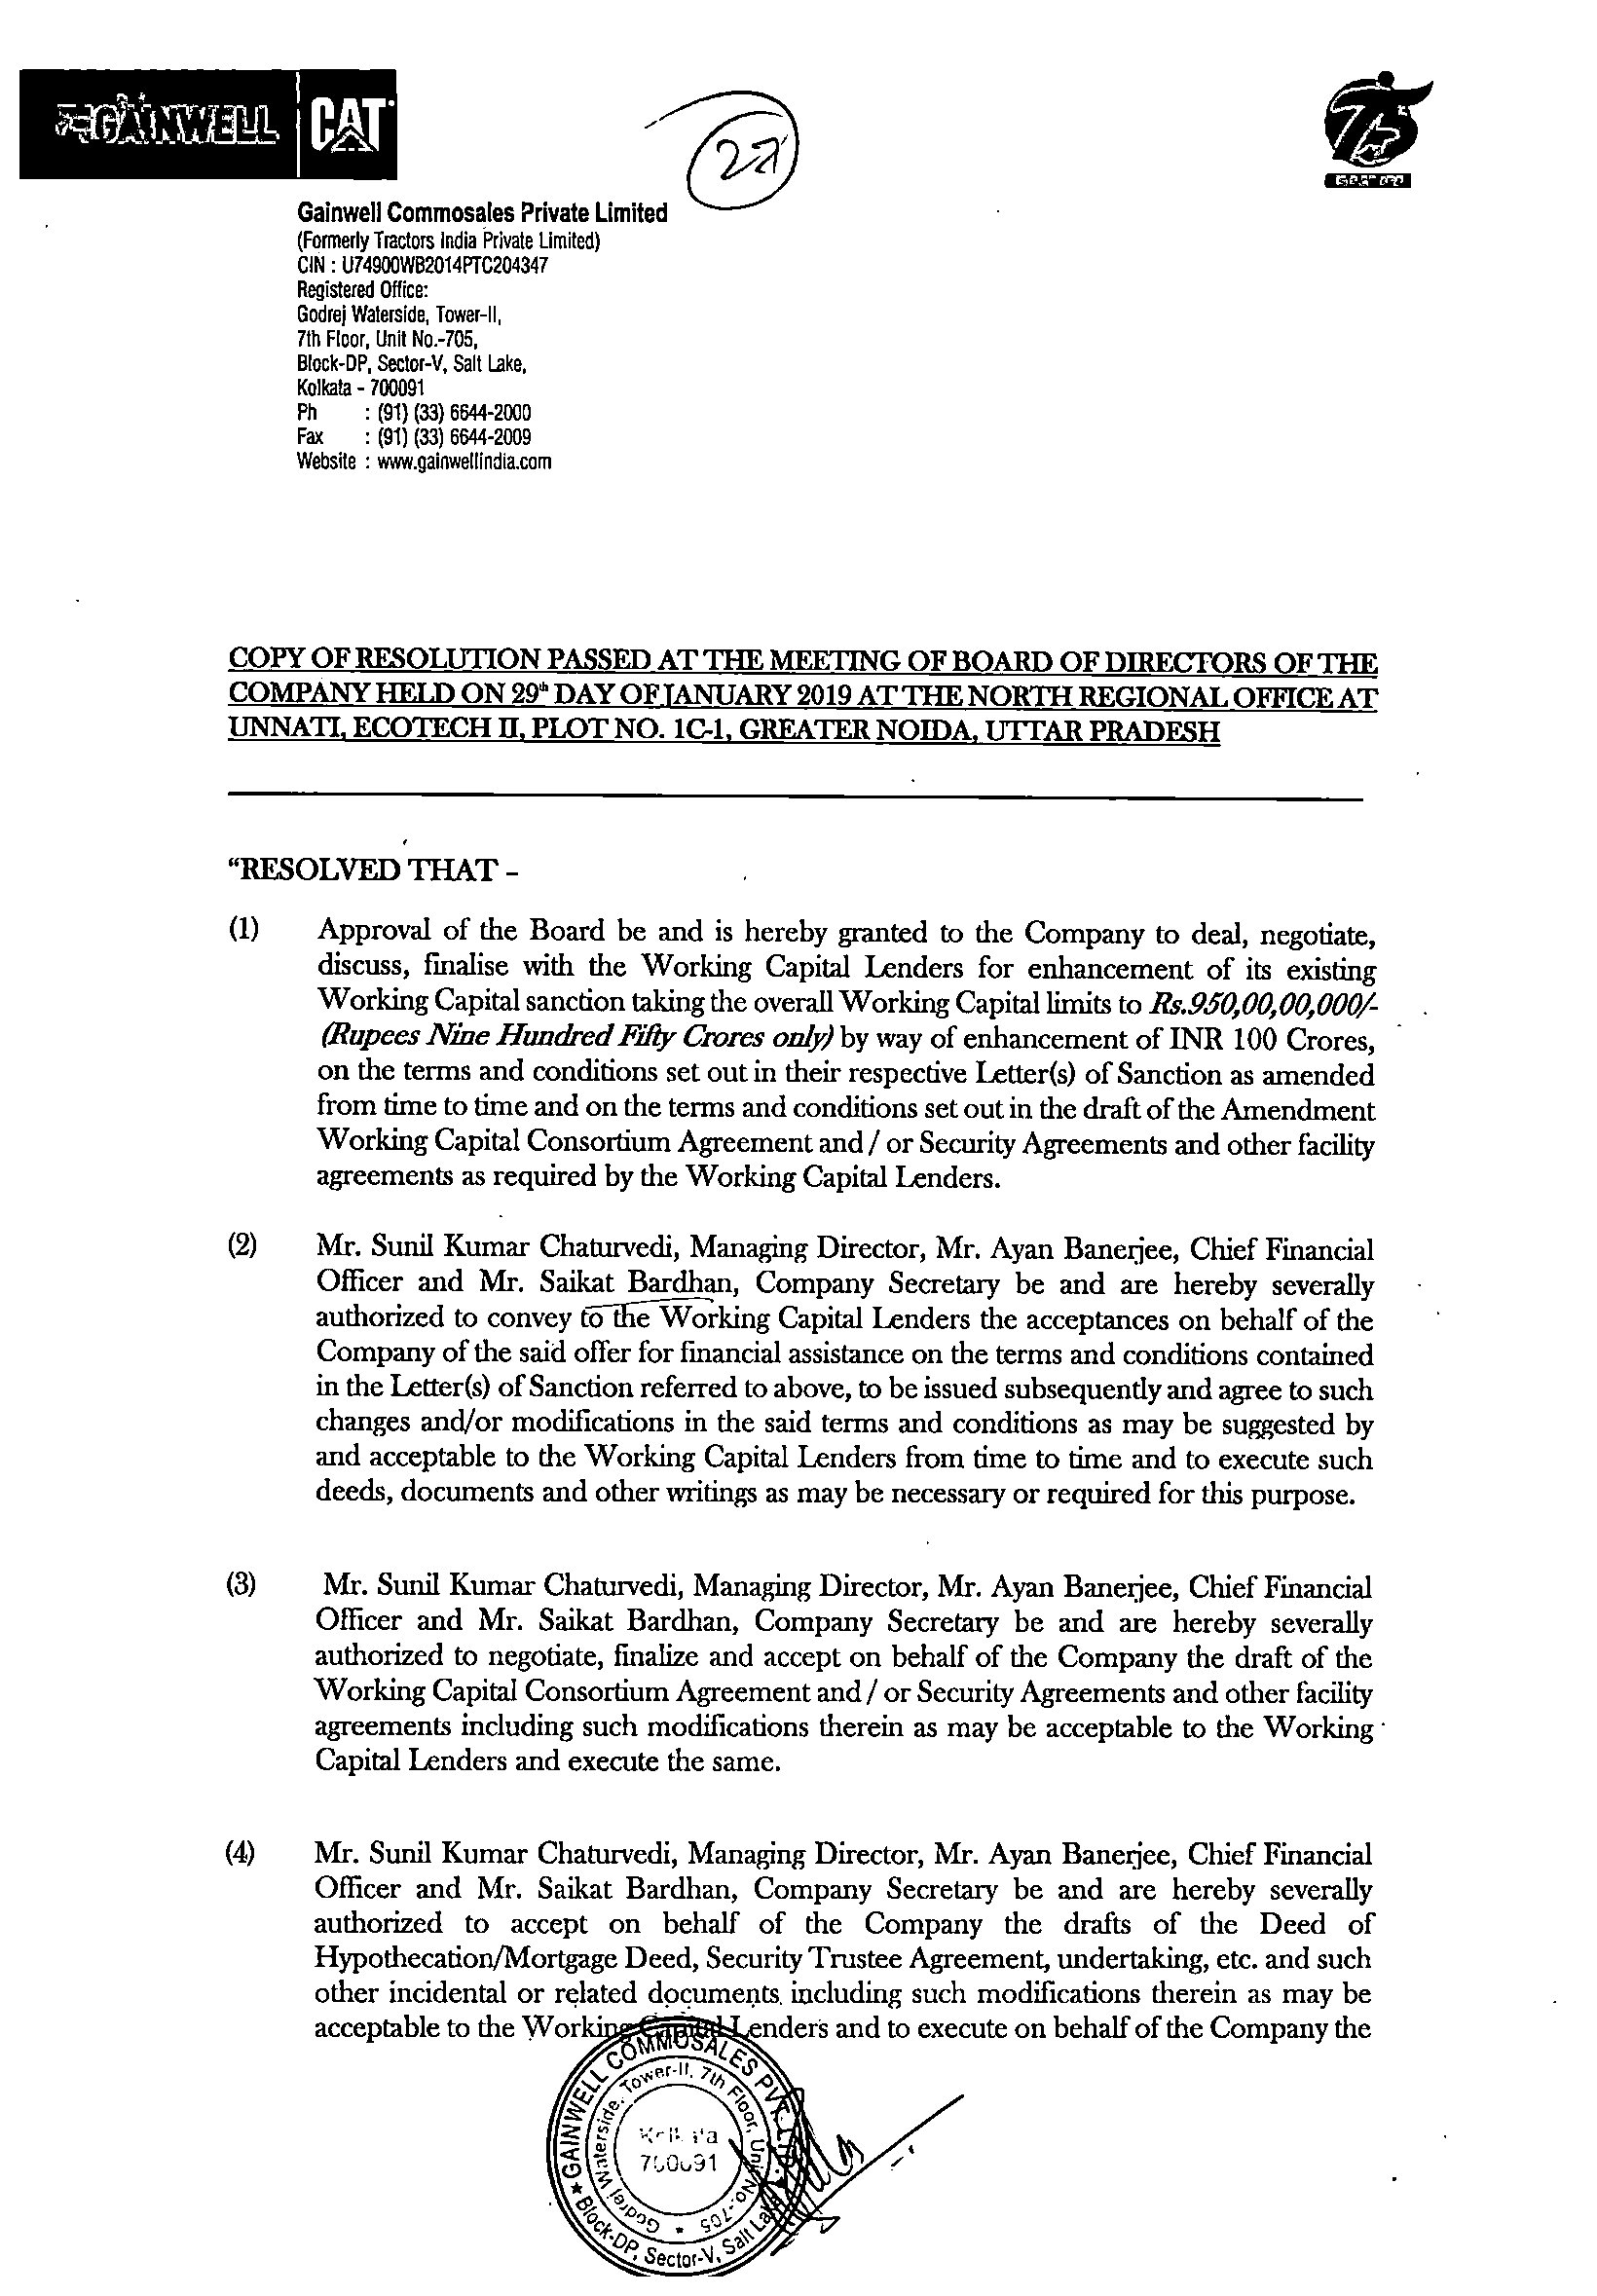 GAINWELL CAT
75
Gainwell Commosales Private Limited
(Formerly Tractors India Private Limited)
CIN : U74900WB2014PTC204347
Registered Office:
Godrej Waterside, Tower-II,
7th Floor, Unit No.-705,
Block-DP, Sector-V, Salt Lake,
Kolkata - 700091
Ph : (91) (33) 6644-2000
Fax : (91) (33) 6644-2009
Website : www.gainwellindia.com
COPY OF RESOLUTION PASSED AT THE MEETING OF BOARD OF DIRECTORS OF THE
COMPANY HELD ON 29th DAY OF JANUARY 2019 AT THE NORTH REGIONAL OFFICE AT
UNNATI, ECOTECH II, PLOT NO. 1C-1, GREATER NOIDA, UTTAR PRADESH
“RESOLVED THAT -
(1) Approval of the Board be and is hereby granted to the Company to deal, negotiate,
discuss, finalise with the Working Capital Lenders for enhancement of its existing
Working Capital sanction taking the overall Working Capital limits to Rs.950,00,00,000/-
(Rupees Nine Hundred Fifty Crores only) by way of enhancement of INR 100 Crores,
on the terms and conditions set out in their respective Letter(s) of Sanction as amended
from time to time and on the terms and conditions set out in the draft of the Amendment
Working Capital Consortium Agreement and / or Security Agreements and other facility
agreements as required by the Working Capital Lenders.
(2) Mr. Sunil Kumar Chaturvedi, Managing Director, Mr. Ayan Banerjee, Chief Financial
Officer and Mr. Saikat Bardhan, Company Secretary be and are hereby severally
authorized to convey to the Working Capital Lenders the acceptances on behalf of the
Company of the said offer for financial assistance on the terms and conditions contained
in the Letter(s) of Sanction referred to above, to be issued subsequently and agree to such
changes and/or modifications in the said terms and conditions as may be suggested by
and acceptable to the Working Capital Lenders from time to time and to execute such
deeds, documents and other writings as may be necessary or required for this purpose.
(3) Mr. Sunil Kumar Chaturvedi, Managing Director, Mr. Ayan Banerjee, Chief Financial
Officer and Mr. Saikat Bardhan, Company Secretary be and are hereby severally
authorized to negotiate, finalize and accept on behalf of the Company the draft of the
Working Capital Consortium Agreement and / or Security Agreements and other facility
agreements including such modifications therein as may be acceptable to the Working
Capital Lenders and execute the same.
(4) Mr. Sunil Kumar Chaturvedi, Managing Director, Mr. Ayan Banerjee, Chief Financial
Officer and Mr. Saikat Bardhan, Company Secretary be and are hereby severally
authorized to accept on behalf of the Company the drafts of the Deed of
Hypothecation/Mortgage Deed, Security Trustee Agreement, undertaking, etc. and such
other incidental or related documents including such modifications therein as may be
acceptable to the Working Capital Lenders and to execute on behalf of the Company the
GAINWELL COMMOSALES PVT. LTD.
Block-DP, Sector-V, Salt Lake
Godrej Waterside, Tower-II, 7th Floor, Unit No.-705
Kolkata
700091